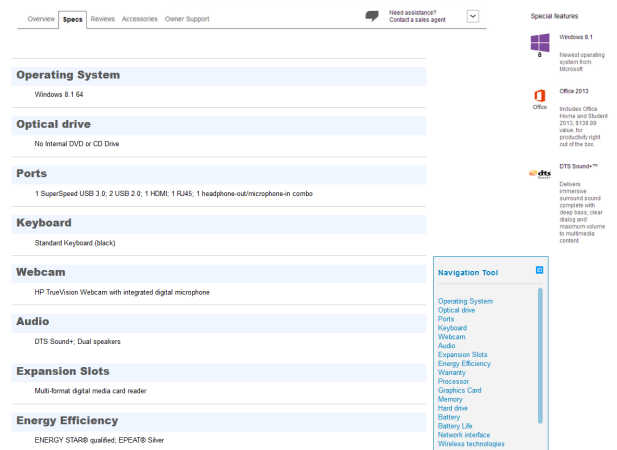 Overview Specs Reviews Accessories Owner Support
Need assistance?
Contact a sales agent
Operating System
Windows 8.1 64
Optical drive
No Internal DVD or CD Drive
Ports
1 SuperSpeed USB 3.0; 2 USB 2.0; 1 HDMI; 1 RJ45; 1 headphone-out/microphone-in combo
Keyboard
Standard Keyboard (black)
Webcam
HP TrueVision Webcam with integrated digital microphone
Audio
DTS Sound+; Dual speakers
Expansion Slots
Multi-format digital media card reader
Energy Efficiency
ENERGY STAR® qualified; EPEAT® Silver
Special features
8
Windows 8.1
Newest operating
system from
Microsoft
Office
Office 2013
Includes Office
Home and Student
2013, $139.99
value, for
productivity right
out of the box.
dts
DTS Sound+™
Delivers
immersive
surround sound
complete with
deep bass, clear
dialog and
maximum volume
to multimedia
content.
Navigation Tool
Operating System
Optical drive
Ports
Keyboard
Webcam
Audio
Expansion Slots
Energy Efficiency
Warranty
Processor
Graphics Card
Memory
Hard drive
Battery
Battery Life
Network interface
Wireless technologies